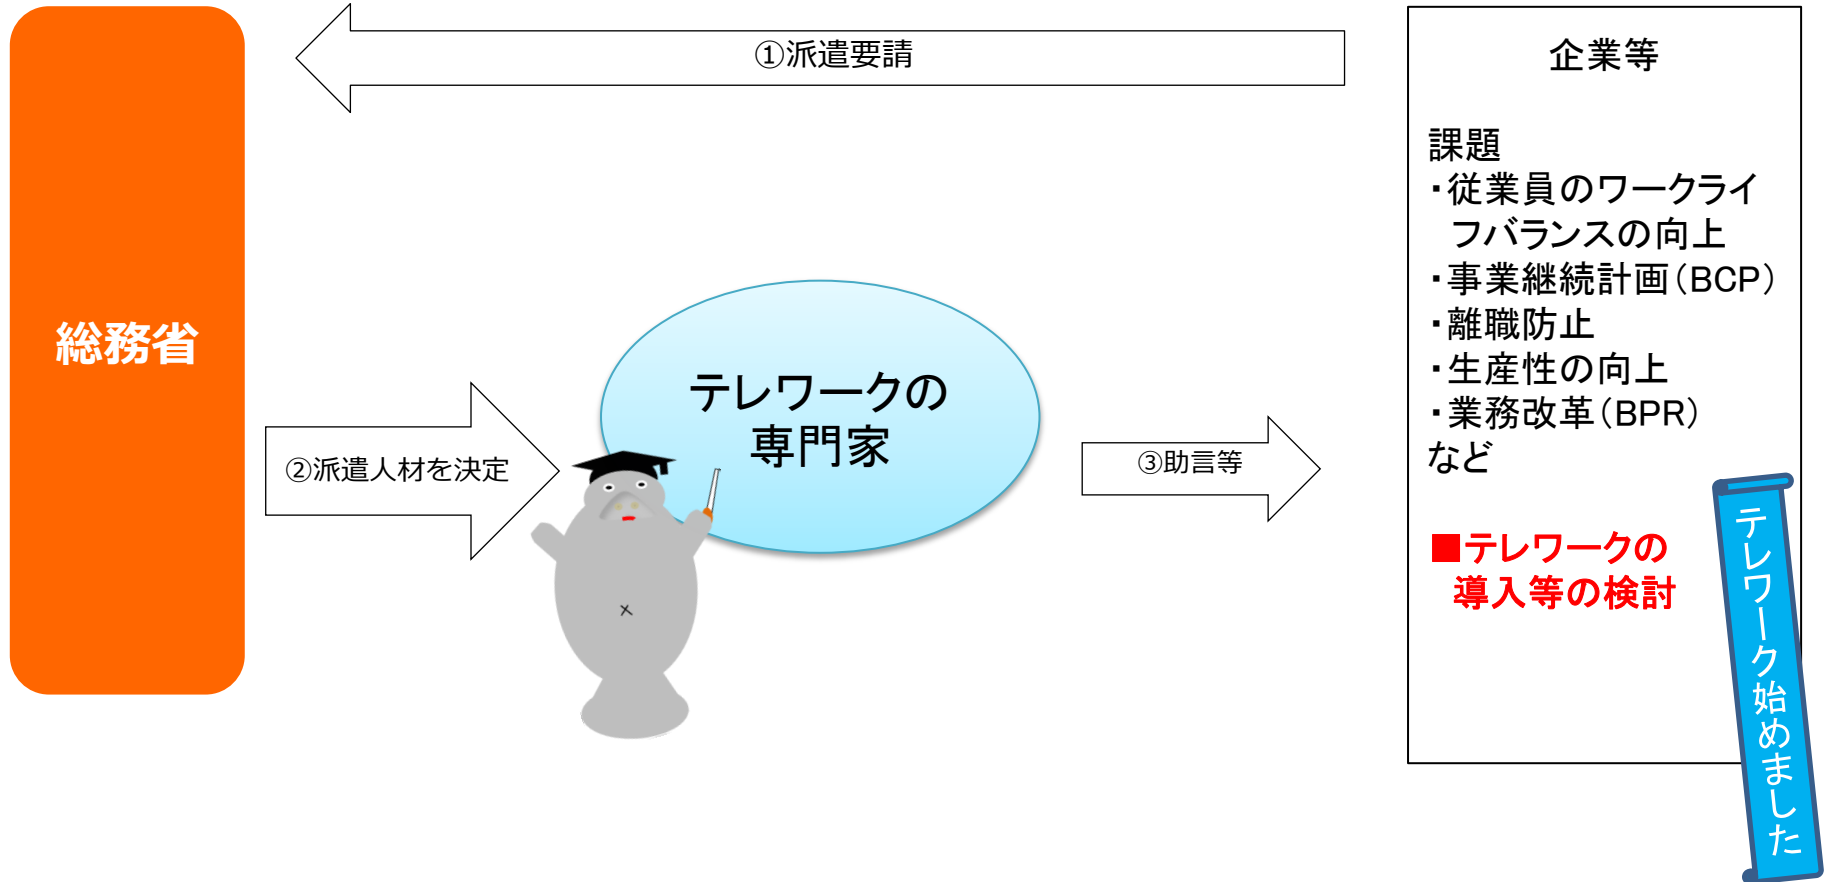 ①派遣要請
総務省
②派遣人材を決定
テレワークの
専門家
③助言等
企業等
課題
・従業員のワークライ
フバランスの向上
・事業継続計画(BCP)
・離職防止
・生産性の向上
・業務改革(BPR)
など
■テレワークの
導入等の検討
テレワーク始めました